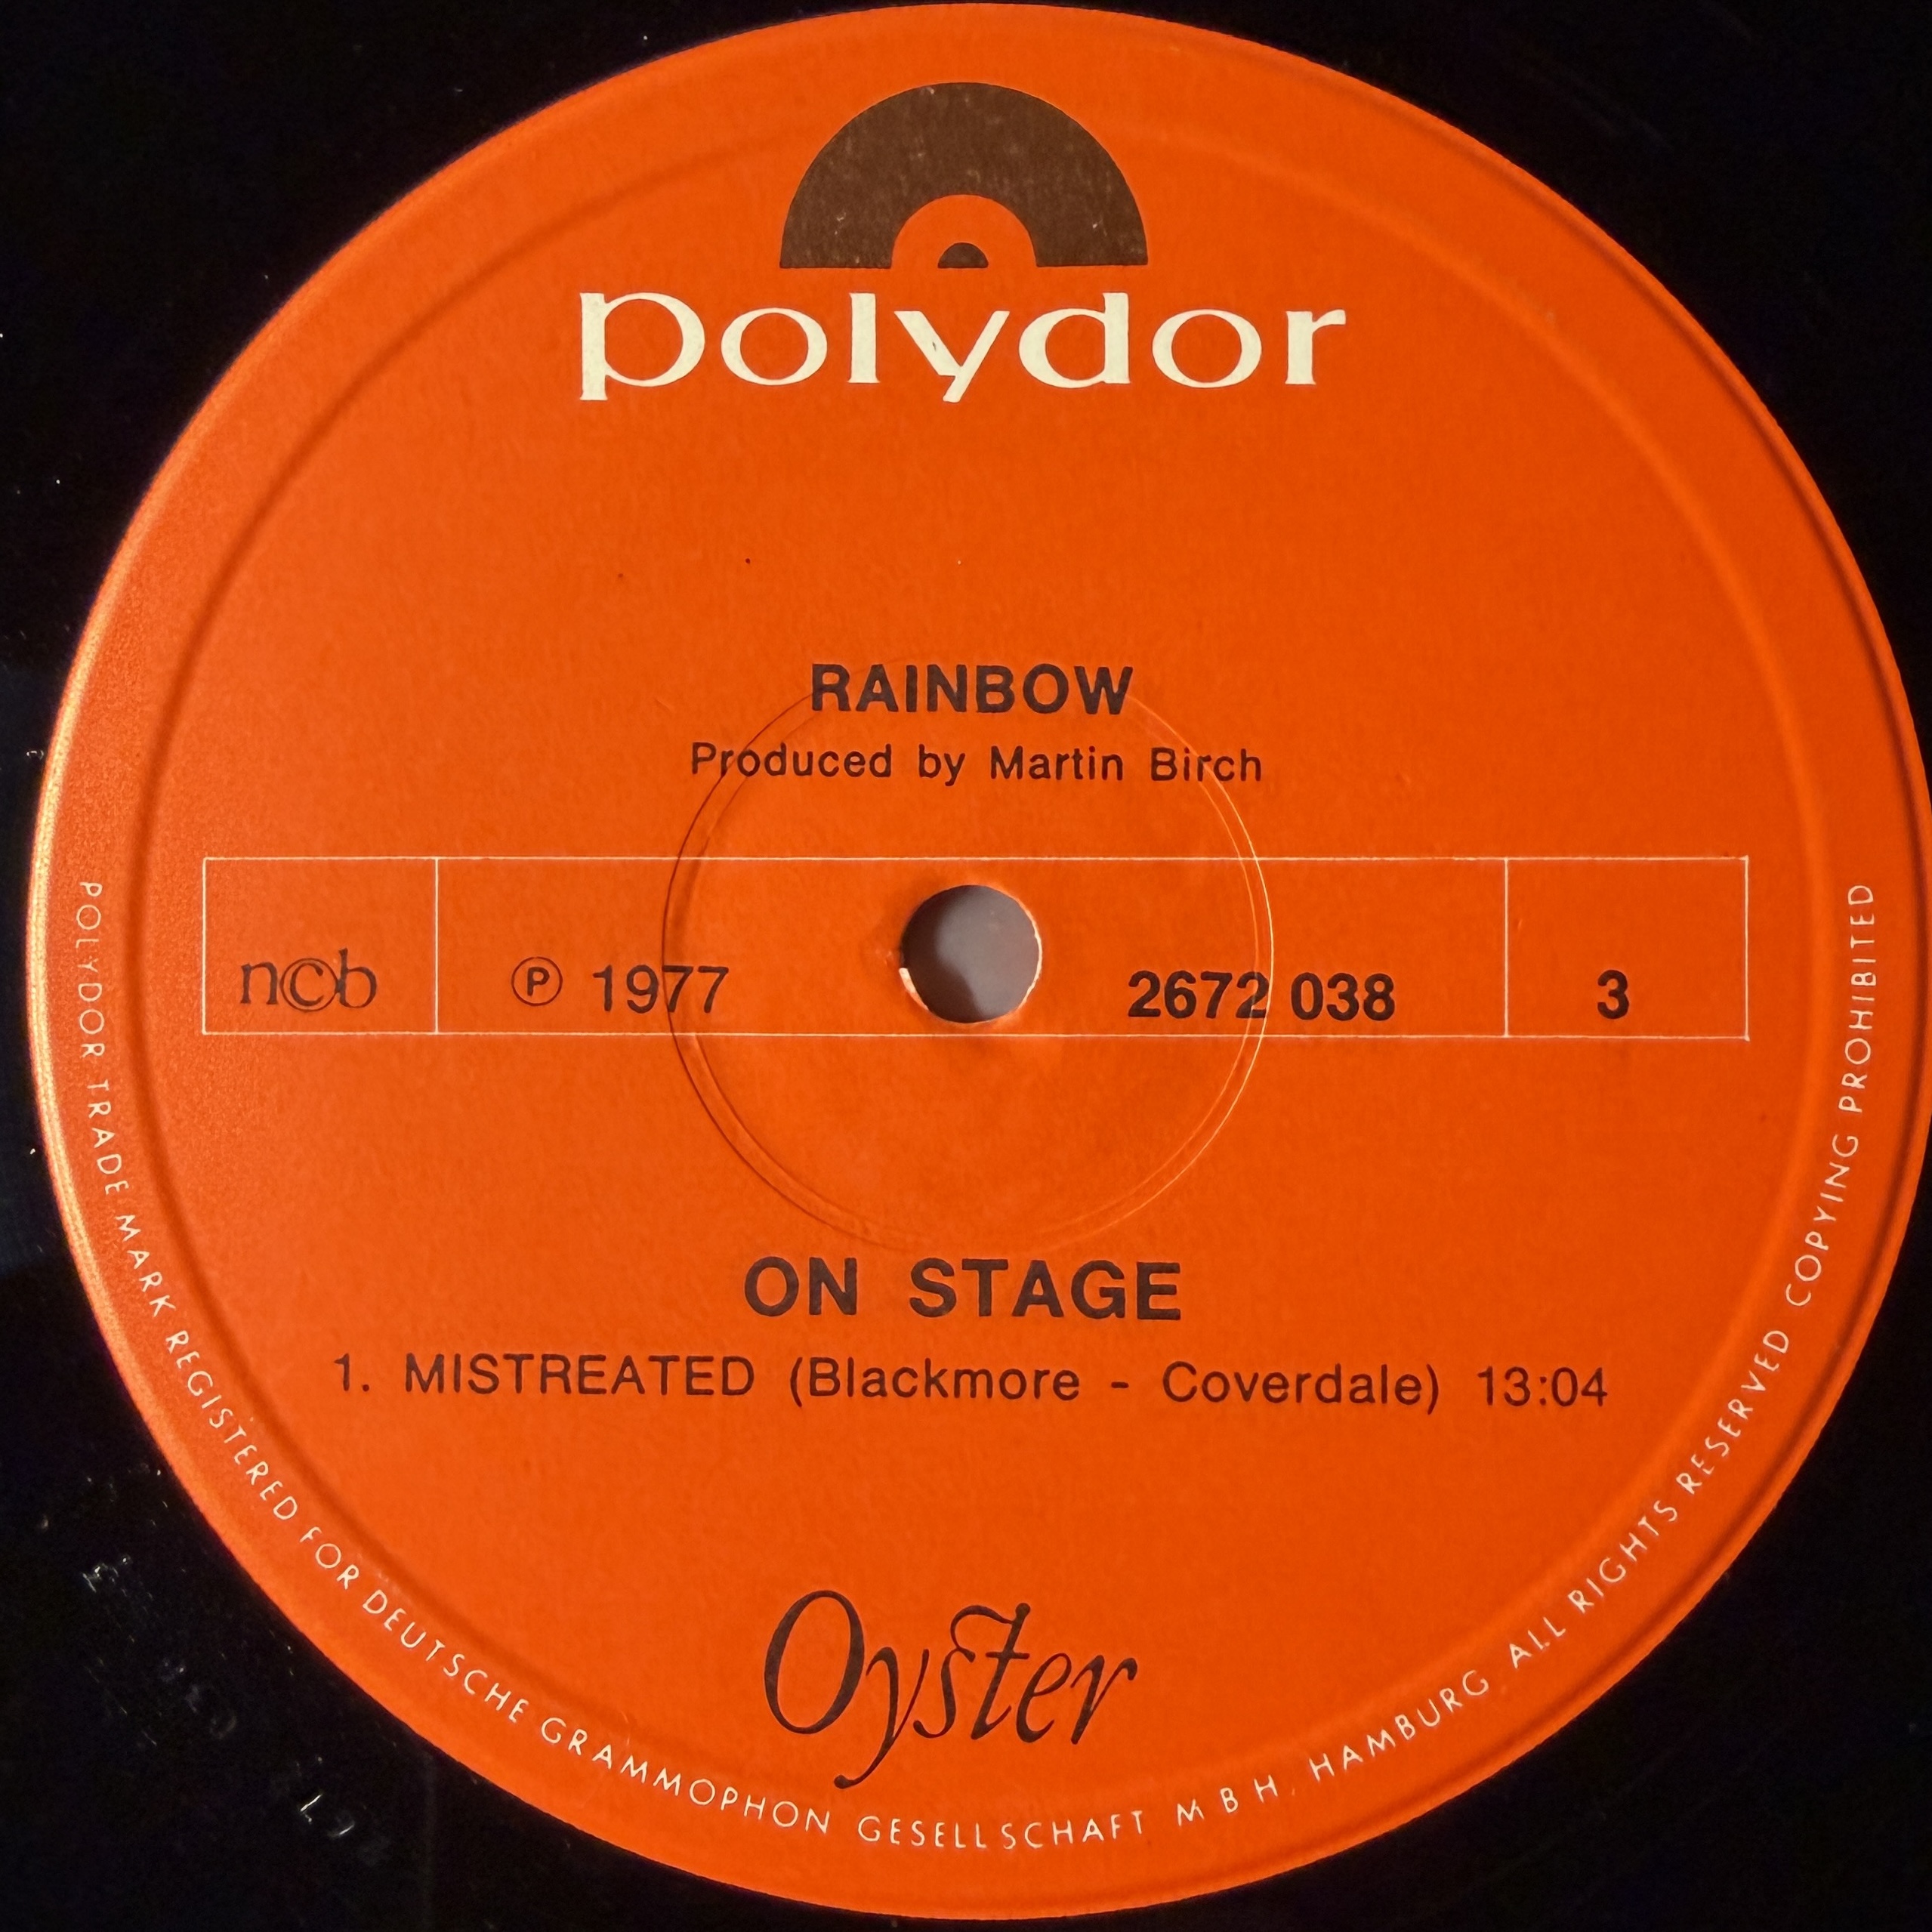 polydor
RAINBOW
Produced by Martin Birch
n©b ℗ 1977 2672 038 3
ON STAGE
1. MISTREATED (Blackmore - Coverdale) 13:04
Oyster
POLYDOR TRADE MARK REGISTERED FOR DEUTSCHE GRAMMOPHON GESELLSCHAFT M B H. HAMBURG. ALL RIGHTS RESERVED COPYING PROHIBITED